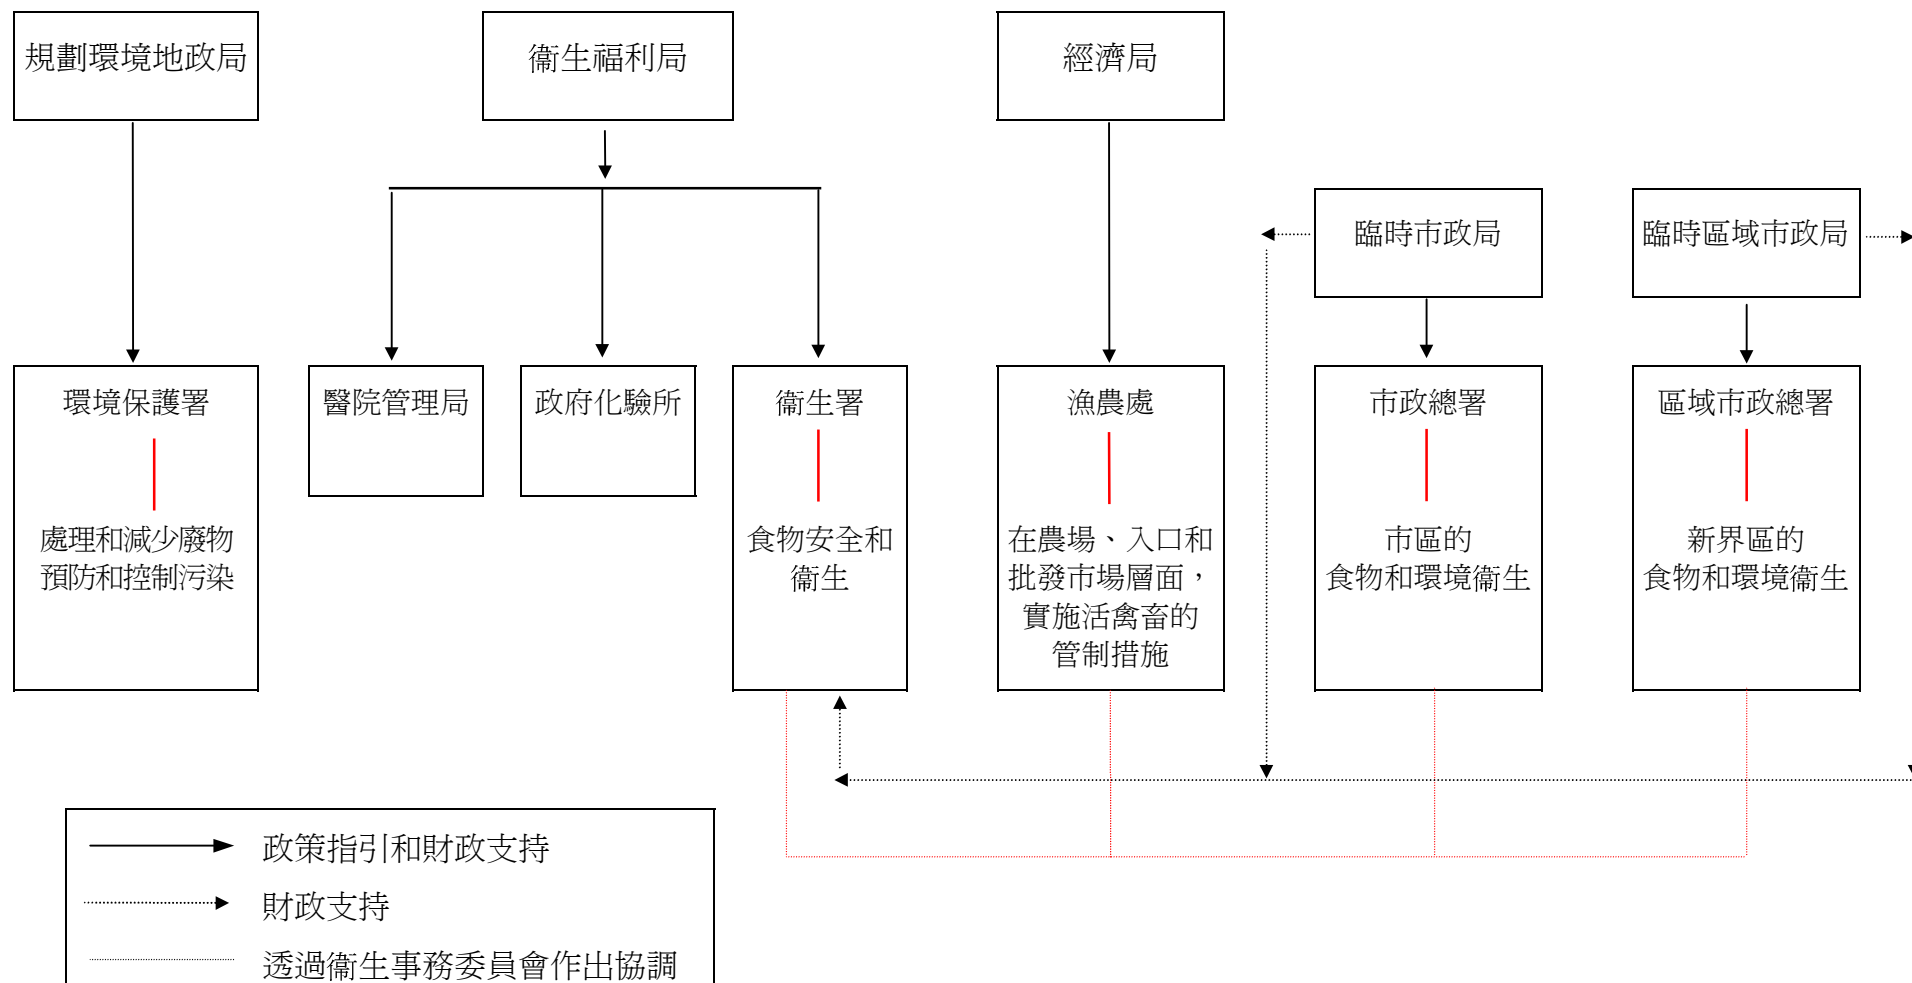 規劃環境地政局
衞生福利局
經濟局
臨時市政局
臨時區域市政局
環境保護署
處理和減少廢物
預防和控制污染
醫院管理局
政府化驗所
衞生署
食物安全和
衞生
漁農處
在農場、入口和
批發市場層面，
實施活禽畜的
管制措施
市政總署
市區的
食物和環境衞生
區域市政總署
新界區的
食物和環境衞生
政策指引和財政支持
財政支持
透過衞生事務委員會作出協調